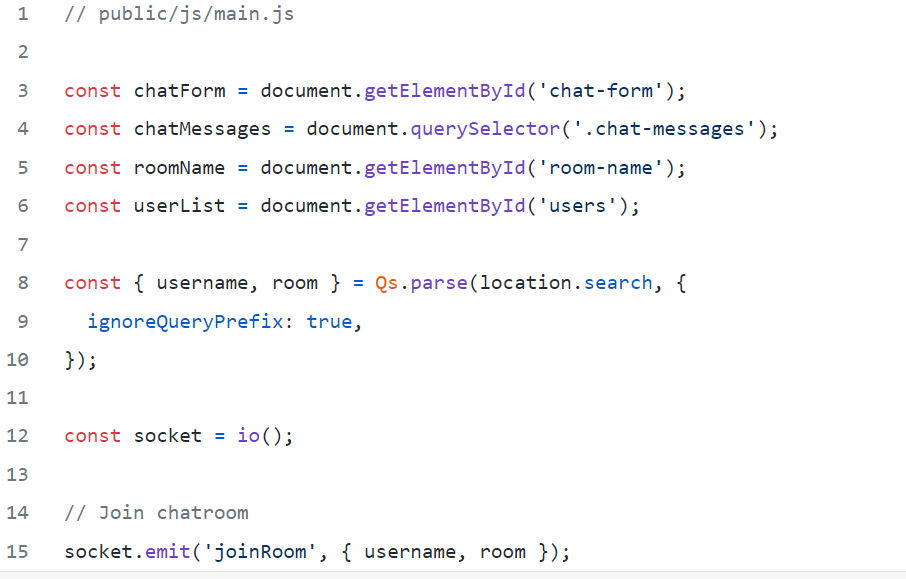 1 // public/js/main.js
2
3 const chatForm = document.getElementById('chat-form');
4 const chatMessages = document.querySelector('.chat-messages');
5 const roomName = document.getElementById('room-name');
6 const userList = document.getElementById('users');
7
8 const { username, room } = Qs.parse(location.search, {
9   ignoreQueryPrefix: true,
10 });
11
12 const socket = io();
13
14 // Join chatroom
15 socket.emit('joinRoom', { username, room });